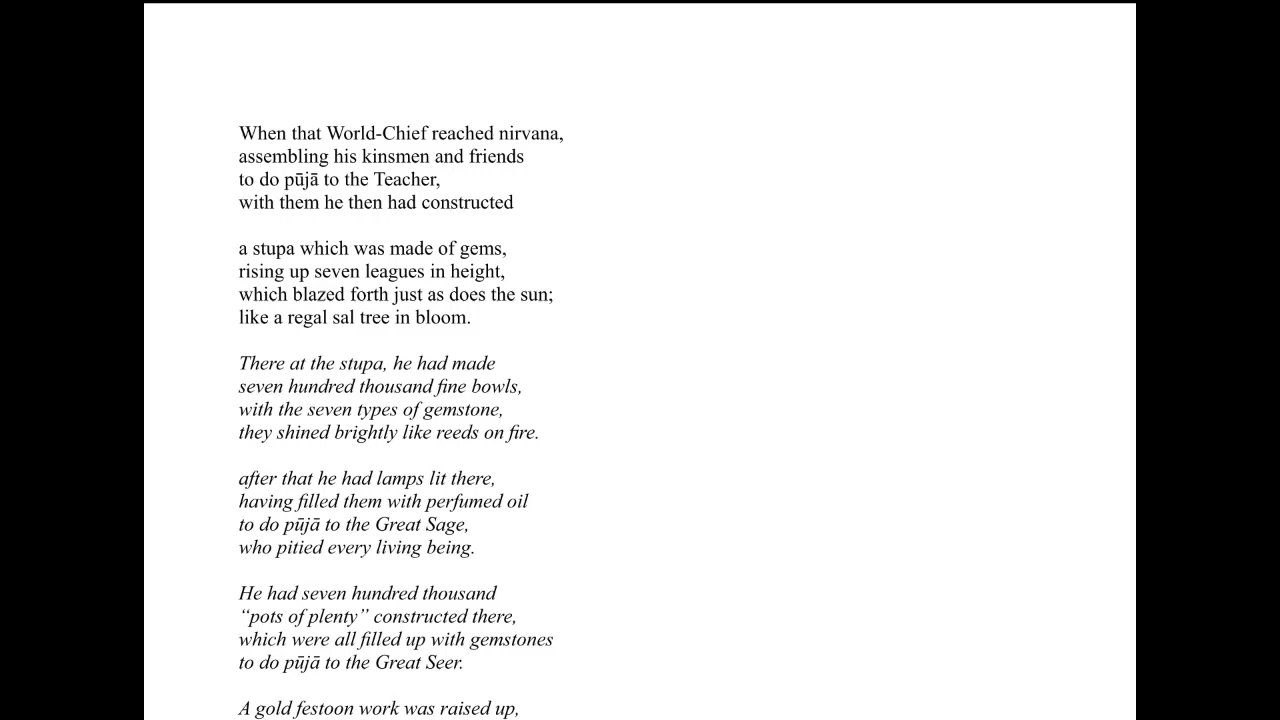 When that World-Chief reached nirvana,
assembling his kinsmen and friends
to do pūjā to the Teacher,
with them he then had constructed
a stupa which was made of gems,
rising up seven leagues in height,
which blazed forth just as does the sun;
like a regal sal tree in bloom.
There at the stupa, he had made
seven hundred thousand fine bowls,
with the seven types of gemstone,
they shined brightly like reeds on fire.
after that he had lamps lit there,
having filled them with perfumed oil
to do pūjā to the Great Sage,
who pitied every living being.
He had seven hundred thousand
“pots of plenty” constructed there,
which were all filled up with gemstones
to do pūjā to the Great Seer.
A gold festoon work was raised up,